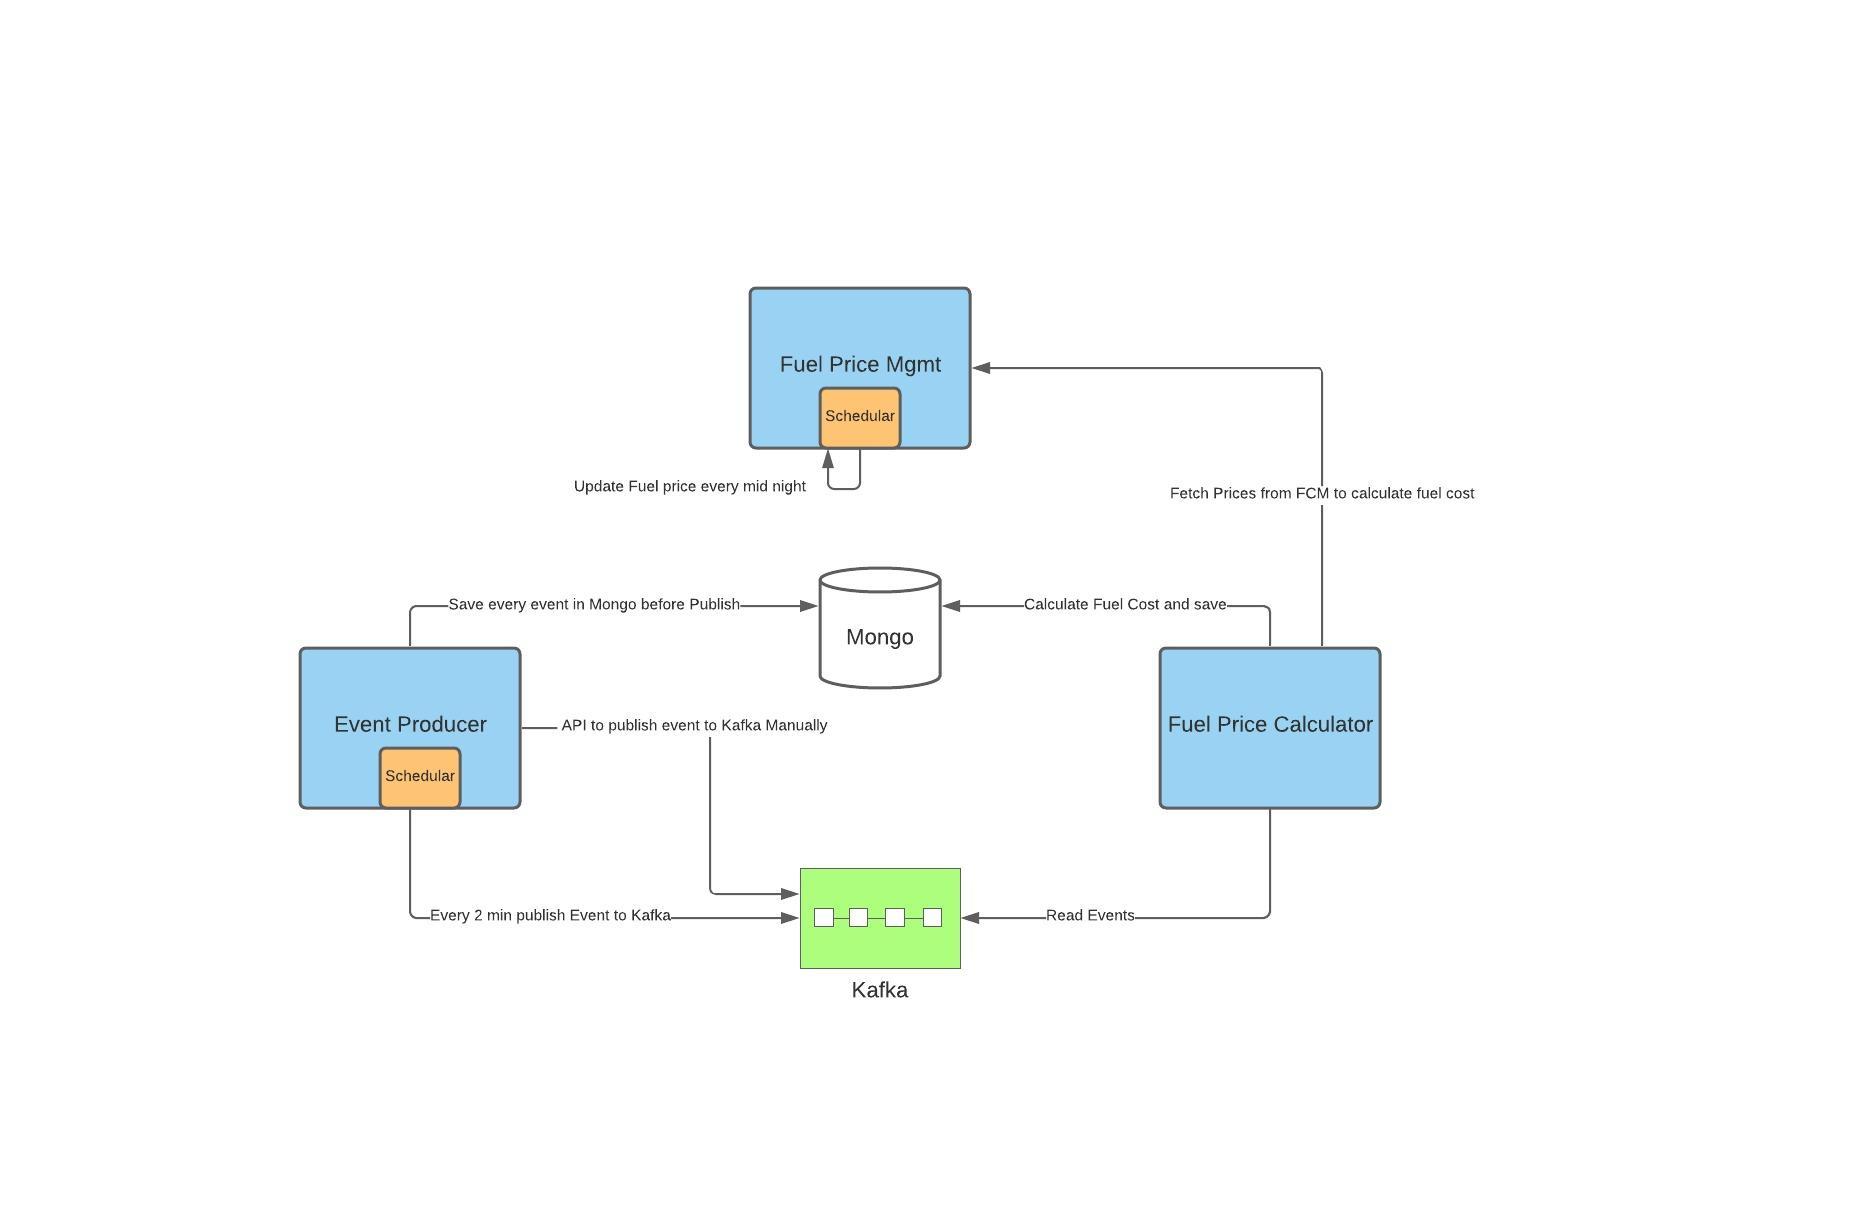 Fuel Price Mgmt
Schedular
Update Fuel price every mid night
Fetch Prices from FCM to calculate fuel cost
Save every event in Mongo before Publish
Calculate Fuel Cost and save
Mongo
Event Producer
Schedular
API to publish event to Kafka Manually
Fuel Price Calculator
Every 2 min publish Event to Kafka
Read Events
Kafka